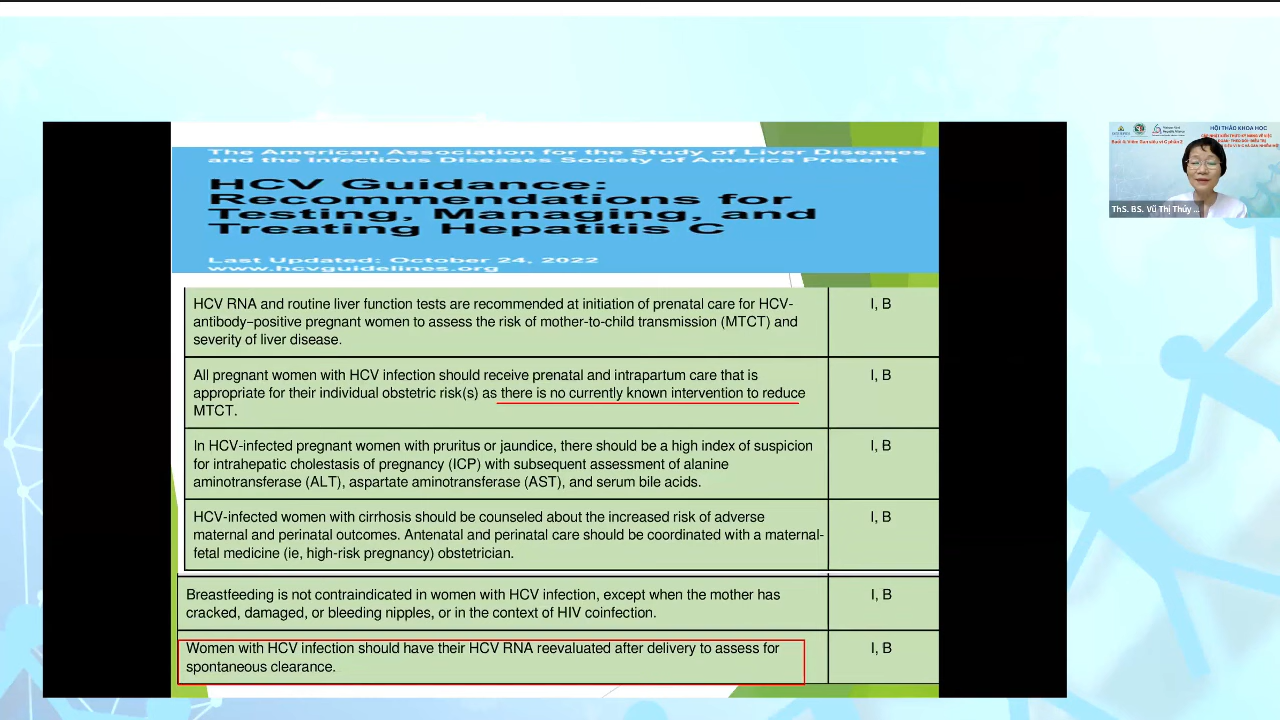 The American Association for the Study of Liver Diseases
and the Infectious Diseases Society of America Present
HCV Guidance:
Recommendations for
Testing, Managing, and
Treating Hepatitis C
Last Updated: October 24, 2022
www.hcvguidelines.org
HCV RNA and routine liver function tests are recommended at initiation of prenatal care for HCV-
antibody–positive pregnant women to assess the risk of mother-to-child transmission (MTCT) and
severity of liver disease.
I, B
All pregnant women with HCV infection should receive prenatal and intrapartum care that is
appropriate for their individual obstetric risk(s) as there is no currently known intervention to reduce
MTCT.
I, B
In HCV-infected pregnant women with pruritus or jaundice, there should be a high index of suspicion
for intrahepatic cholestasis of pregnancy (ICP) with subsequent assessment of alanine
aminotransferase (ALT), aspartate aminotransferase (AST), and serum bile acids.
I, B
HCV-infected women with cirrhosis should be counseled about the increased risk of adverse
maternal and perinatal outcomes. Antenatal and perinatal care should be coordinated with a maternal-
fetal medicine (ie, high-risk pregnancy) obstetrician.
I, B
Breastfeeding is not contraindicated in women with HCV infection, except when the mother has
cracked, damaged, or bleeding nipples, or in the context of HIV coinfection.
I, B
Women with HCV infection should have their HCV RNA reevaluated after delivery to assess for
spontaneous clearance.
I, B
HỘI THẢO KHOA HỌC
ThS. BS. Vũ Thị Thúy ...